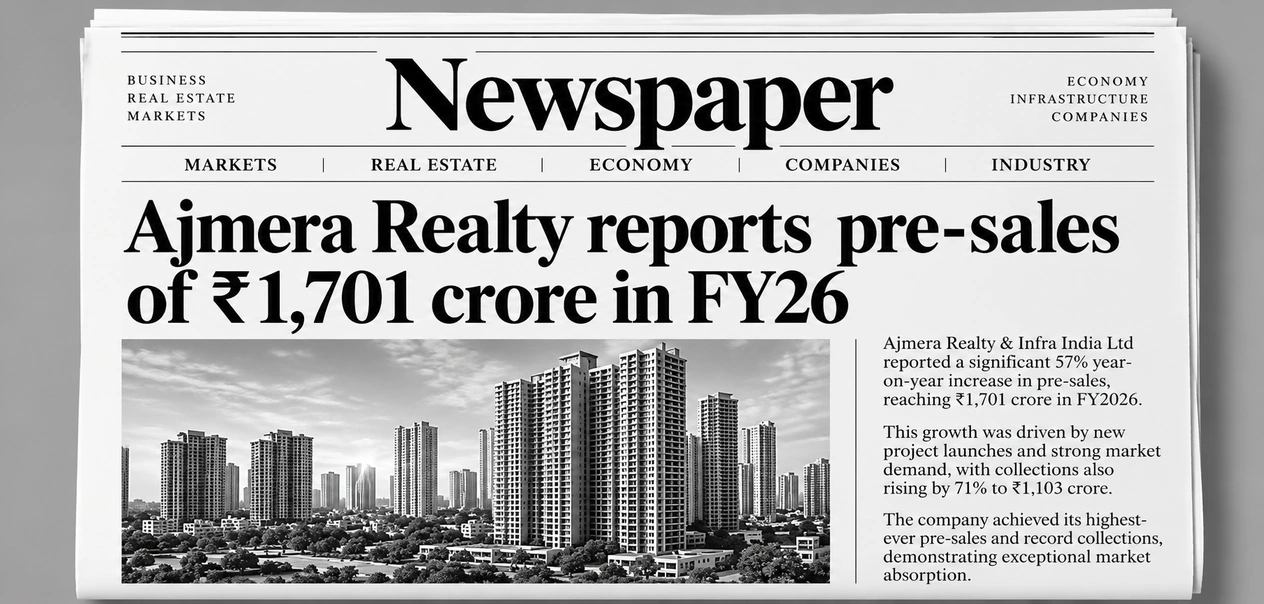 BUSINESS
REAL ESTATE
MARKETS
Newspaper
ECONOMY
INFRASTRUCTURE
COMPANIES
MARKETS | REAL ESTATE | ECONOMY | COMPANIES | INDUSTRY
Ajmera Realty reports pre-sales
of ₹1,701 crore in FY26
Ajmera Realty & Infra India Ltd
reported a significant 57% year-
on-year increase in pre-sales,
reaching ₹1,701 crore in FY2026.
This growth was driven by new
project launches and strong market
demand, with collections also
rising by 71% to ₹1,103 crore.
The company achieved its highest-
ever pre-sales and record collections,
demonstrating exceptional market
absorption.